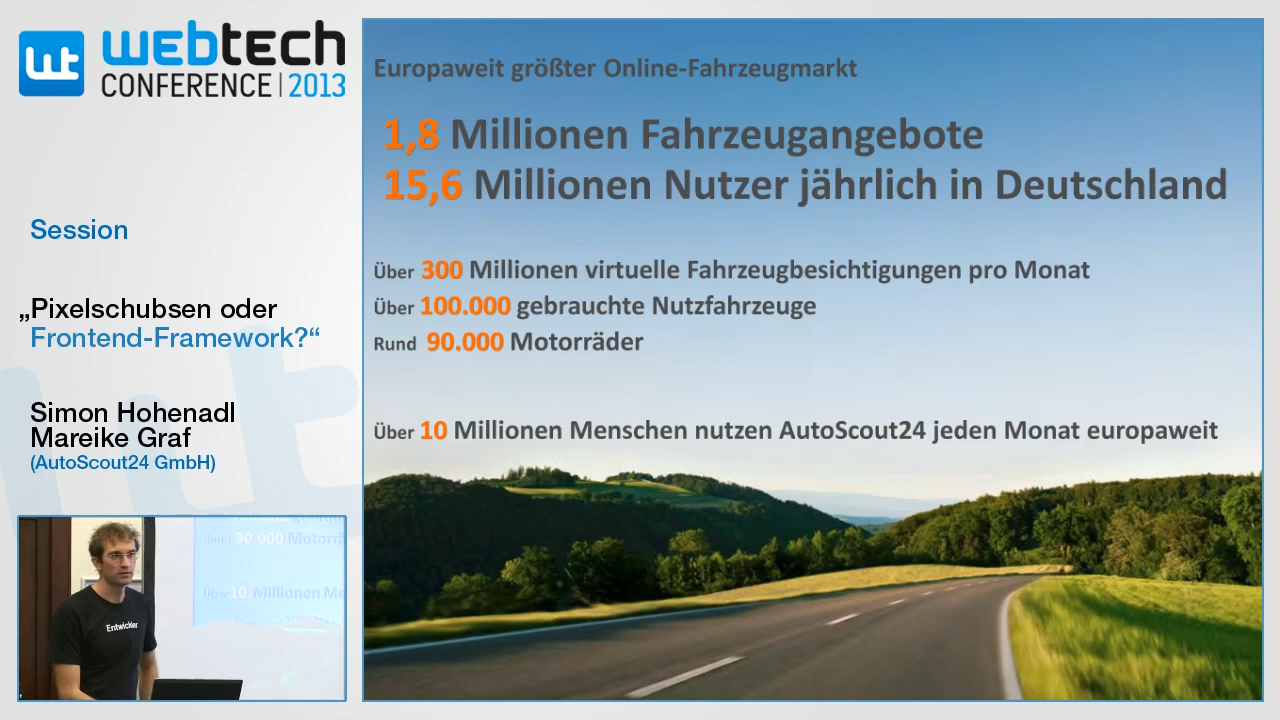 wt
webtech
CONFERENCE | 2013
Session
„Pixelschubsen oder
Frontend-Framework?“
Simon Hohenadl
Mareike Graf
(AutoScout24 GmbH)
Europaweit größter Online-Fahrzeugmarkt
1,8 Millionen Fahrzeugangebote
15,6 Millionen Nutzer jährlich in Deutschland
Über 300 Millionen virtuelle Fahrzeugbesichtigungen pro Monat
Über 100.000 gebrauchte Nutzfahrzeuge
Rund 90.000 Motorräder
Über 10 Millionen Menschen nutzen AutoScout24 jeden Monat europaweit
Entwickler
Rund 90.000 Motorr
Über 10 Millionen Me